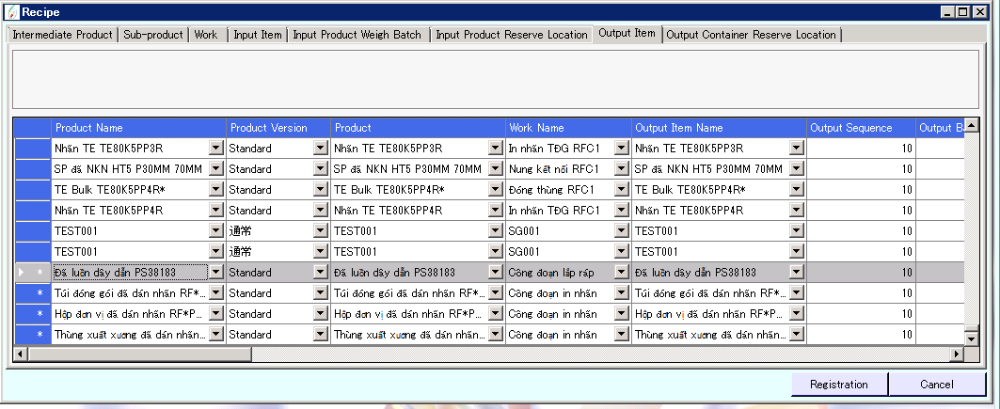 Recipe
Intermediate Product Sub-product Work Input Item Input Product Weigh Batch Input Product Reserve Location Output Item Output Container Reserve Location
Product Name Product Version Product Work Name Output Item Name Output Sequence Output B
Nhãn TE TE80K5PP3R Standard Nhãn TE TE80K5PP3R In nhãn TĐG RFC1 Nhãn TE TE80K5PP3R 10
SP đã NKN HT5 P30MM 70MM Standard SP đã NKN HT5 P30MM 70MM Nung kết nối RFC1 SP đã NKN HT5 P30MM 70MM 10
TE Bulk TE80K5PP4R* Standard TE Bulk TE80K5PP4R* Đóng thùng RFC1 TE Bulk TE80K5PP4R* 10
Nhãn TE TE80K5PP4R Standard Nhãn TE TE80K5PP4R In nhãn TĐG RFC1 Nhãn TE TE80K5PP4R 10
TEST001 通常 TEST001 SG001 TEST001 10
TEST001 通常 TEST001 SG001 TEST001 10
* Đã luồn dây dẫn PS38183 Standard Đã luồn dây dẫn PS38183 Công đoạn lắp ráp Đã luồn dây dẫn PS38183 10
* Túi đóng gói đã dán nhãn RF*... Standard Túi đóng gói đã dán nhãn RF*... Công đoạn in nhãn Túi đóng gói đã dán nhãn RF*... 10
* Hộp đơn vị đã dán nhãn RF*P... Standard Hộp đơn vị đã dán nhãn RF*P... Công đoạn in nhãn Hộp đơn vị đã dán nhãn RF*P... 10
* Thùng xuất xương đã dán nhãn... Standard Thùng xuất xương đã dán nhãn... Công đoạn in nhãn Thùng xuất xương đã dán nhãn... 10
Registration Cancel